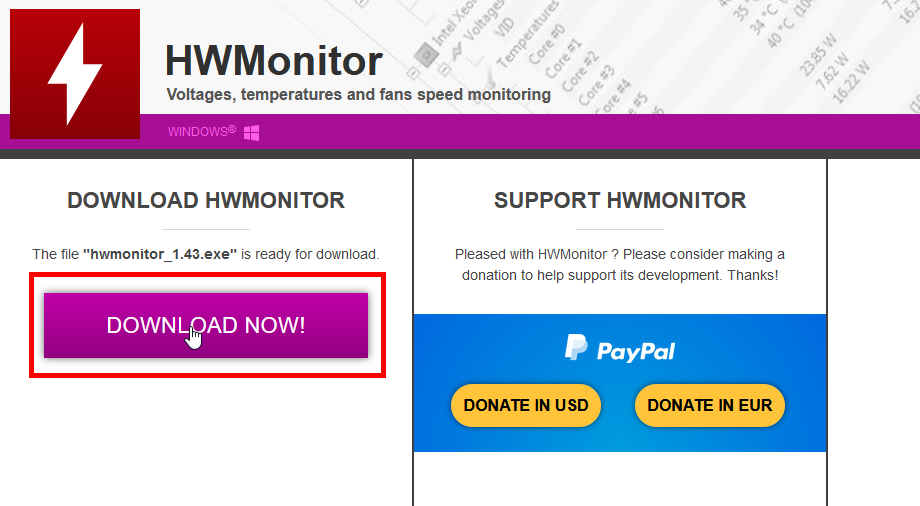 HWMonitor
Voltages, temperatures and fans speed monitoring
Intel Xeo
Voltages
VID
Temperatures
Core #0
Core #1
Core #2
Core #3
Core #4
Core #5
35 °C
34 °C
40 °C
23.85 W
7.62 W
16.22 W
WINDOWS®
DOWNLOAD HWMONITOR
The file "hwmonitor_1.43.exe" is ready for download.
DOWNLOAD NOW!
SUPPORT HWMONITOR
Pleased with HWMonitor ? Please consider making a
donation to help support its development. Thanks!
PayPal
DONATE IN USD
DONATE IN EUR